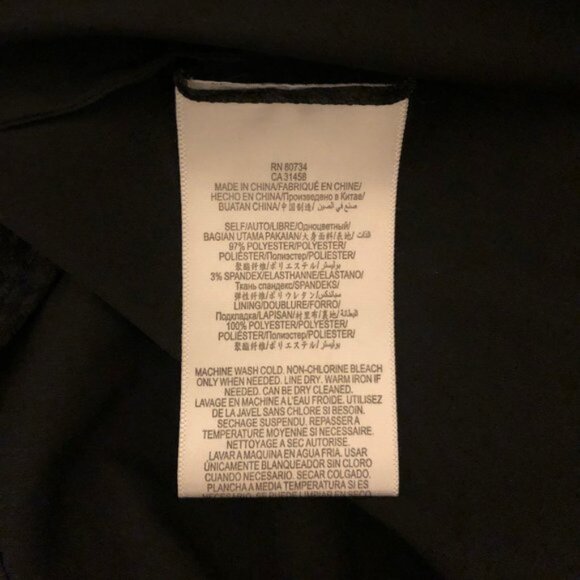 RN 80734
CA 31458
MADE IN CHINA/FABRIQUÉ EN CHINE/
HECHO EN CHINA/Произведено в Китае/
BUATAN CHINA/中国制造/ صنع في الصين
SELF/AUTO/LIBRE/Одноцветный/
BAGIAN UTAMA PAKAIAN/大身面料/表地/ الذات
97% POLYESTER/POLYESTER/
POLIÉSTER/Полиэстер/POLIESTER/
聚酯纤维/ポリエステル/ بوليستر
3% SPANDEX/ELASTHANNE/ELASTANO/
Ткань спандекс/SPANDEKS/
弹性纤维/ポリウレタン/ سباندكس
LINING/DOUBLURE/FORRO/
Подкладка/LAPISAN/衬里布/裏地/ البطانة
100% POLYESTER/POLYESTER/
POLIÉSTER/Полиэстер/POLIESTER/
聚酯纤维/ポリエステル/ بوليستر
MACHINE WASH COLD. NON-CHLORINE BLEACH
ONLY WHEN NEEDED. LINE DRY. WARM IRON IF
NEEDED. CAN BE DRY CLEANED.
LAVAGE EN MACHINE A L'EAU FROIDE. UTILISEZ
DE LA JAVEL SANS CHLORE SI BESOIN.
SECHAGE SUSPENDU. REPASSER A
TEMPERATURE MOYENNE SI NECESSAIRE.
NETTOYAGE A SEC AUTORISE.
LAVAR A MAQUINA EN AGUA FRIA. USAR
ÚNICAMENTE BLANQUEADOR SIN CLORO
CUANDO NECESARIO. SECAR COLGADO.
PLANCHA A MEDIA TEMPERATURA SI ES
LIMPIAR EN SECO